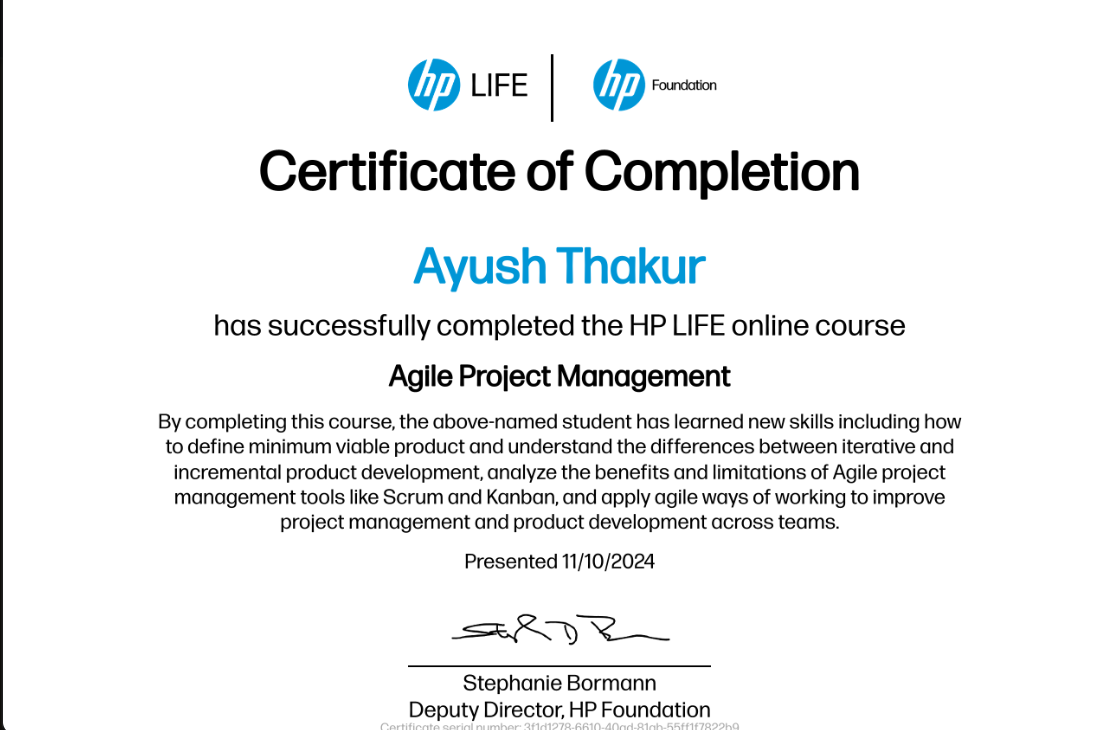 hp LIFE | hp Foundation
Certificate of Completion
Ayush Thakur
has successfully completed the HP LIFE online course
Agile Project Management
By completing this course, the above-named student has learned new skills including how
to define minimum viable product and understand the differences between iterative and
incremental product development, analyze the benefits and limitations of Agile project
management tools like Scrum and Kanban, and apply agile ways of working to improve
project management and product development across teams.
Presented 11/10/2024
Stephanie Bormann
Deputy Director, HP Foundation
Certificate serial number: 3f1d1278-6610-40ad-81ab-55ff1f7822b9